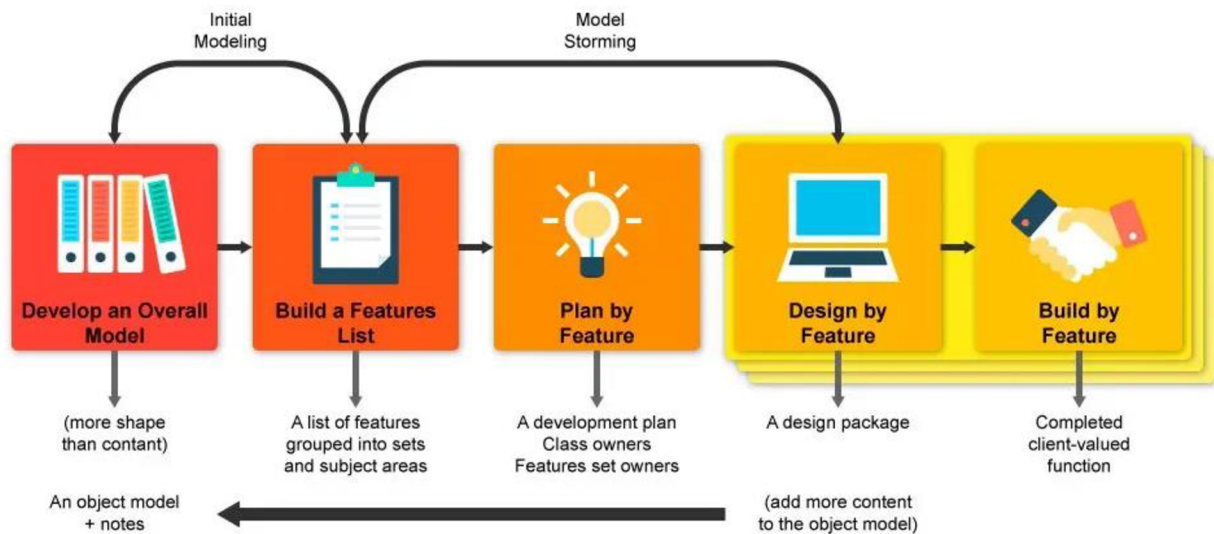 Initial
Modeling
Model
Storming
Develop an Overall
Model
Build a Features
List
Plan by
Feature
Design by
Feature
Build by
Feature
(more shape
than contant)
A list of features
grouped into sets
and subject areas
A development plan
Class owners
Features set owners
A design package
Completed
client-valued
function
An object model
+ notes
(add more content
to the object model)